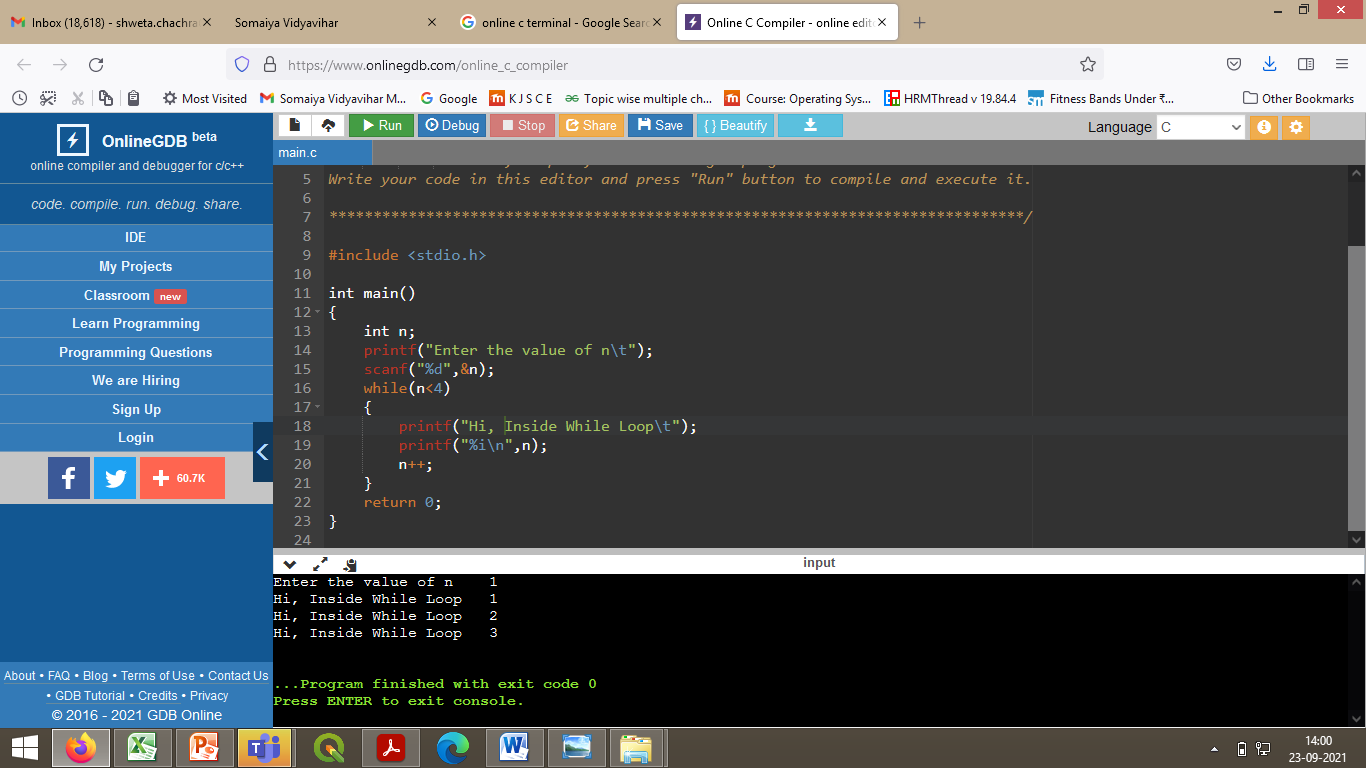 Inbox (18,618) - shweta.chachra
Somaiya Vidyavihar
online c terminal - Google Sear
Online C Compiler - online edit
https://www.onlinegdb.com/online_c_compiler
Most Visited
Somaiya Vidyavihar M...
Google
K J S C E
Topic wise multiple ch...
Course: Operating Sys...
HRMThread v 19.84.4
Fitness Bands Under ₹...
Other Bookmarks
OnlineGDB beta
online compiler and debugger for c/c++
code. compile. run. debug. share.
IDE
My Projects
Classroom new
Learn Programming
Programming Questions
We are Hiring
Sign Up
Login
f
+ 60.7K
About • FAQ • Blog • Terms of Use • Contact Us
• GDB Tutorial • Credits • Privacy
© 2016 - 2021 GDB Online
Run
Debug
Stop
Share
Save
{ } Beautify
Language C
main.c
5 Write your code in this editor and press "Run" button to compile and execute it.
6
7 *******************************************************************************/
8
9 #include <stdio.h>
10
11 int main()
12 {
13     int n;
14     printf("Enter the value of n\t");
15     scanf("%d",&n);
16     while(n<4)
17     {
18         printf("Hi, Inside While Loop\t");
19         printf("%i\n",n);
20         n++;
21     }
22     return 0;
23 }
24
input
Enter the value of n    1
Hi, Inside While Loop   1
Hi, Inside While Loop   2
Hi, Inside While Loop   3
...Program finished with exit code 0
Press ENTER to exit console.
14:00
23-09-2021